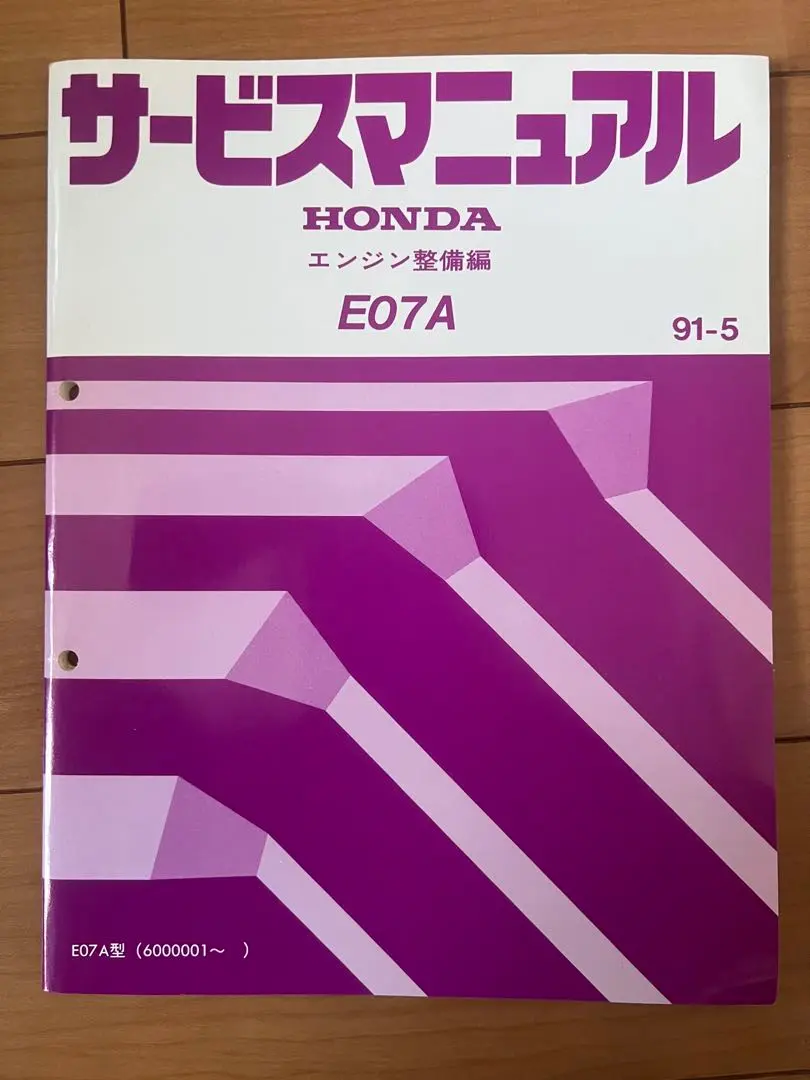 サービスマニュアル
HONDA
エンジン整備編
E07A
91-5
E07A型（6000001～　）